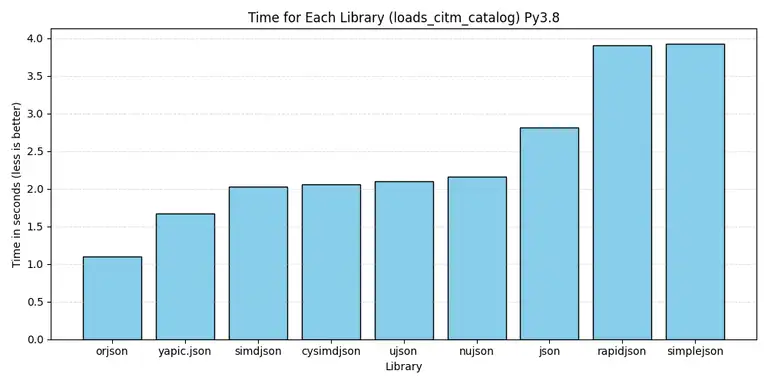 Time for Each Library (loads_citm_catalog) Py3.8
Time in seconds (less is better)
4.0
3.5
3.0
2.5
2.0
1.5
1.0
0.5
0.0
orjson yapic.json simdjson cysimdjson ujson nujson json rapidjson simplejson
Library